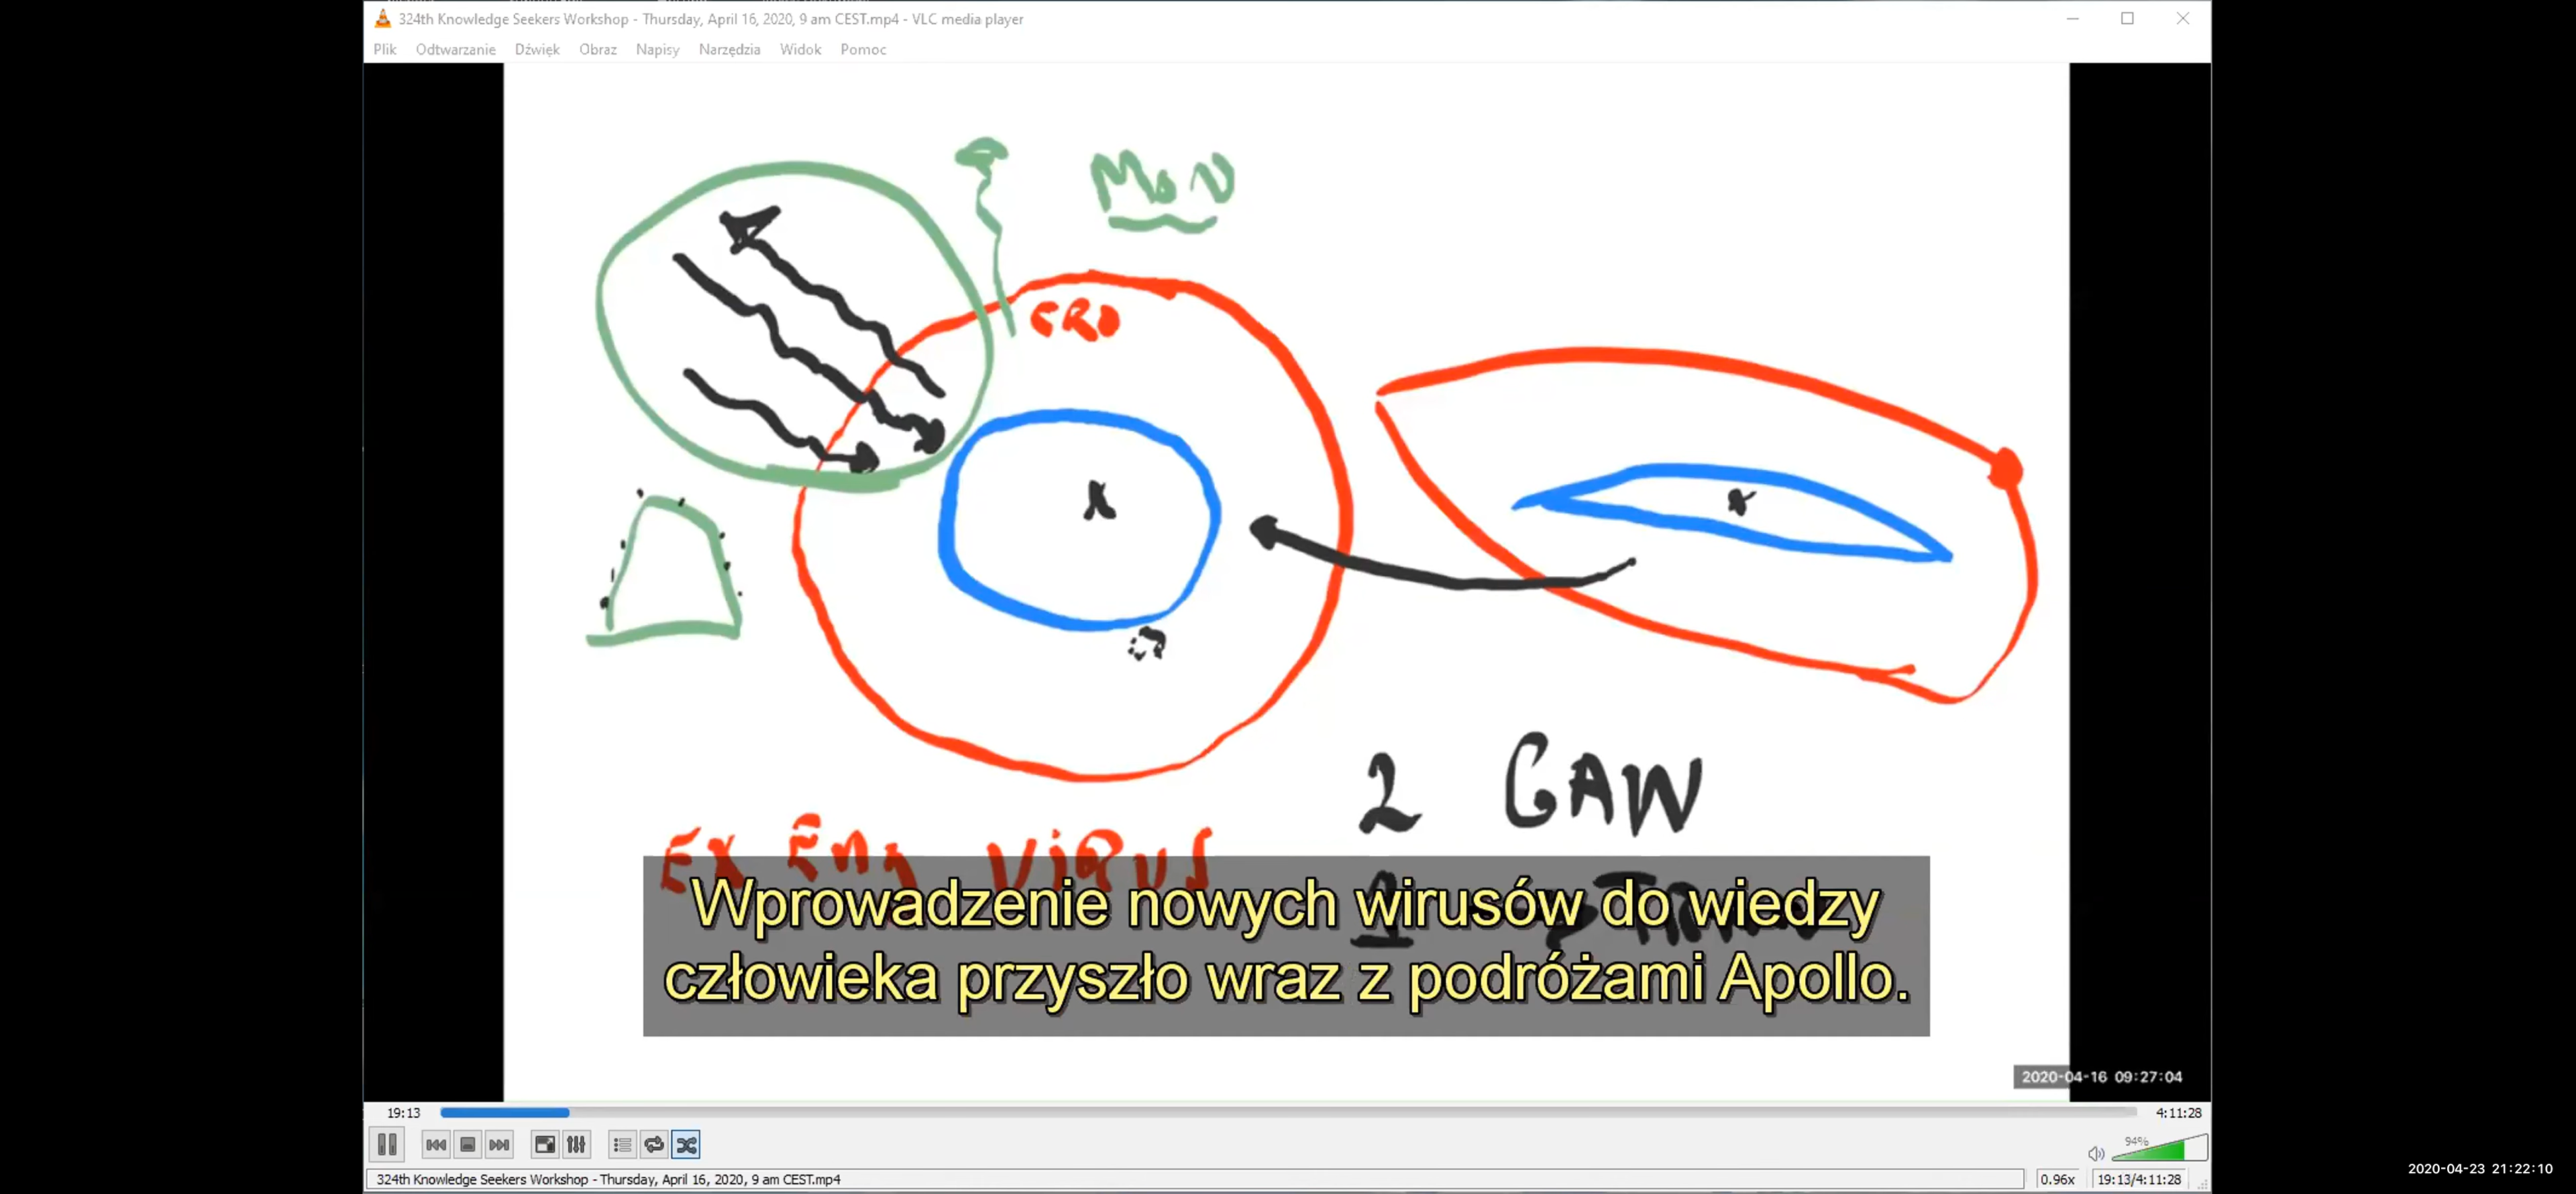 324th Knowledge Seekers Workshop - Thursday, April 16, 2020, 9 am CEST.mp4 - VLC media player
Plik Odtwarzanie Dźwięk Obraz Napisy Narzędzia Widok Pomoc
ERD
2 GAW
Ex Eng VIRUS
Wprowadzenie nowych wirusów do wiedzy
człowieka przyszło wraz z podróżami Apollo.
2020-04-16 09:27:04
19:13
4:11:28
94%
324th Knowledge Seekers Workshop - Thursday, April 16, 2020, 9 am CEST.mp4
0.96x
19:13/4:11:28
2020-04-23 21:22:10